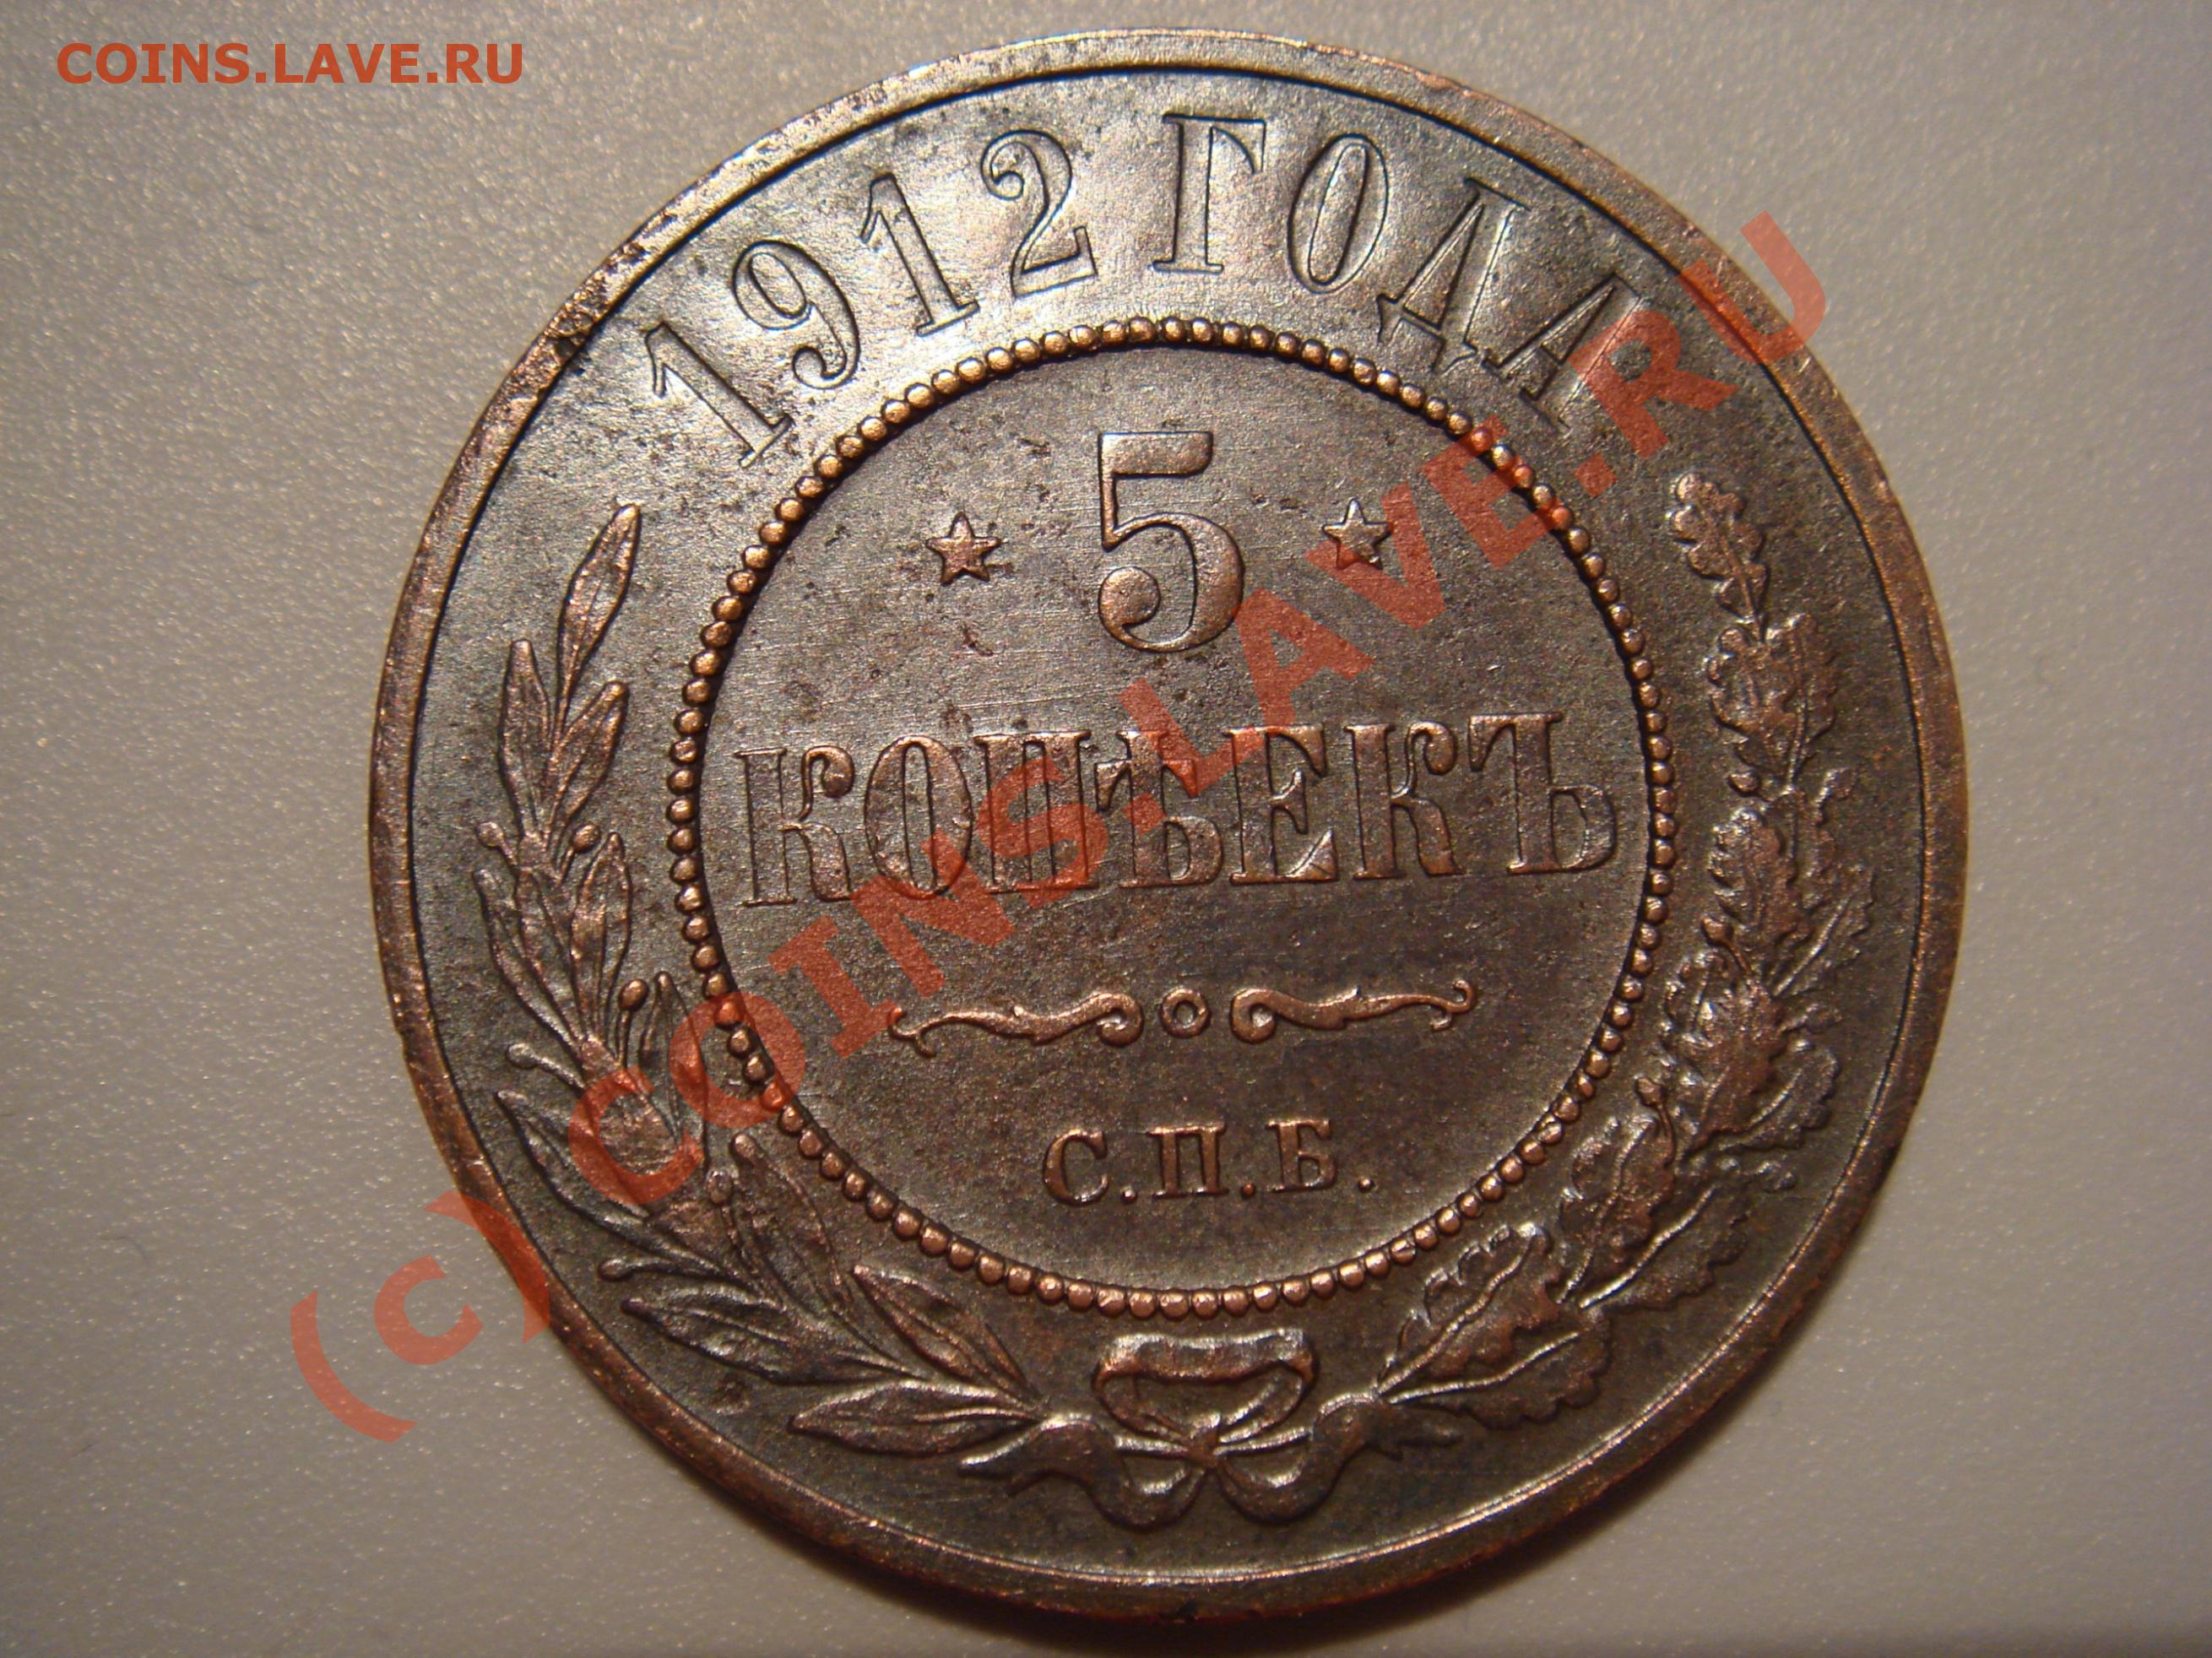 COINS.LAVE.RU
1912 ГОДА
5
КОПѢЕКЪ
С.П.Б.
(c) COINS.LAVE.RU